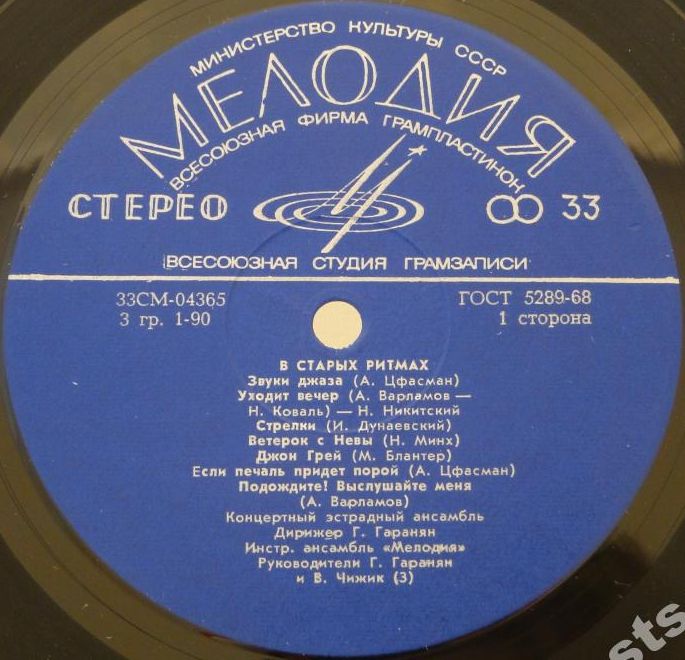 МИНИСТЕРСТВО КУЛЬТУРЫ СССР
МЕЛОДИЯ
ВСЕСОЮЗНАЯ ФИРМА ГРАМПЛАСТИНОК
СТЕРЕО 33
ВСЕСОЮЗНАЯ СТУДИЯ ГРАМЗАПИСИ
33СМ-04365 ГОСТ 5289-68
3 гр. 1-90 1 сторона
В СТАРЫХ РИТМАХ
Звуки джаза (А. Цфасман)
Уходит вечер (А. Варламов —
Н. Коваль) — Н. Никитский
Стрелки (И. Дунаевский)
Ветерок с Невы (Н. Минх)
Джон Грей (М. Блантер)
Если печаль придет порой (А. Цфасман)
Подождите! Выслушайте меня
(А. Варламов)
Концертный эстрадный ансамбль
Дирижер Г. Гаранян
Инстр. ансамбль «Мелодия»
Руководители Г. Гаранян
и В. Чижик (3)